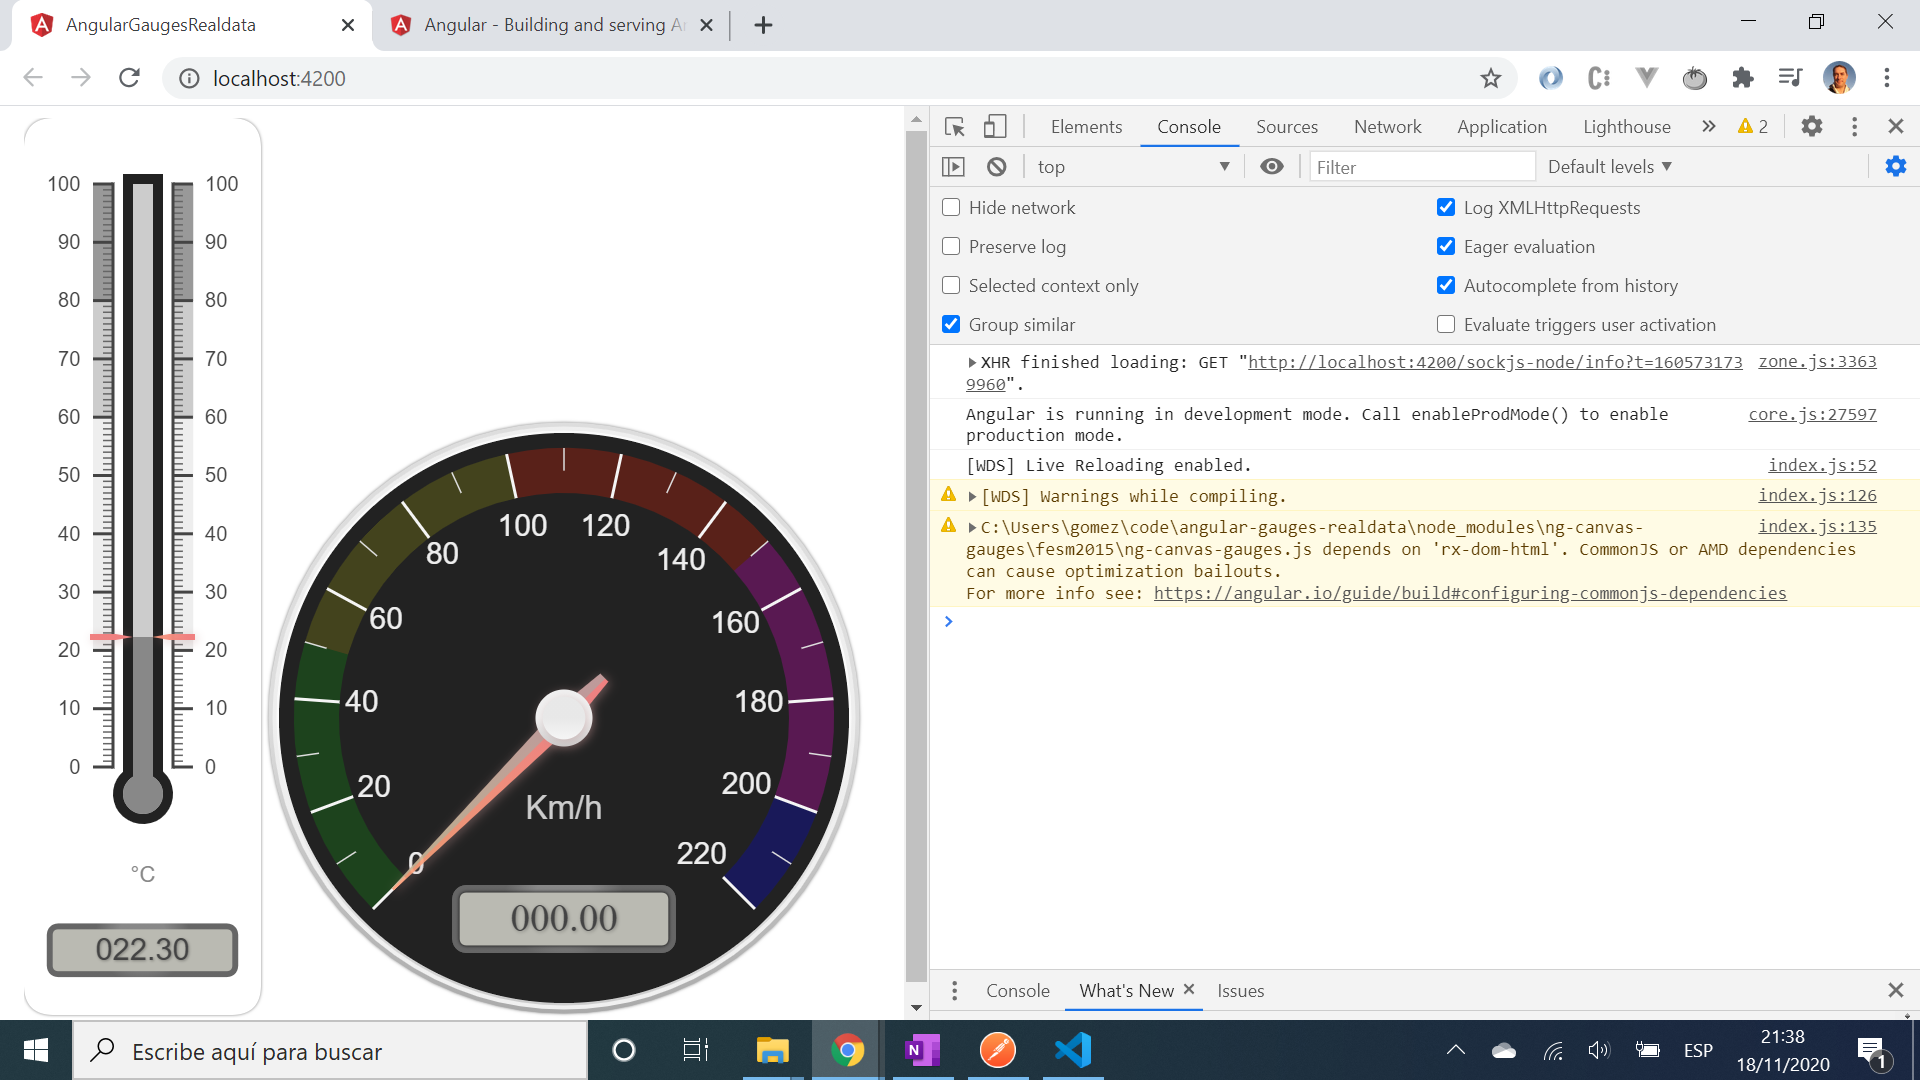 AngularGaugesRealdata
Angular - Building and serving A
localhost:4200
Elements Console Sources Network Application Lighthouse 2
top Filter Default levels
Hide network Log XMLHttpRequests
Preserve log Eager evaluation
Selected context only Autocomplete from history
Group similar Evaluate triggers user activation
XHR finished loading: GET "http://localhost:4200/sockjs-node/info?t=160573173 zone.js:3363
9960".
Angular is running in development mode. Call enableProdMode() to enable core.js:27597
production mode.
[WDS] Live Reloading enabled. index.js:52
[WDS] Warnings while compiling. index.js:126
C:\Users\gomez\code\angular-gauges-realdata\node_modules\ng-canvas- index.js:135
gauges\fesm2015\ng-canvas-gauges.js depends on 'rx-dom-html'. CommonJS or AMD dependencies
can cause optimization bailouts.
For more info see: https://angular.io/guide/build#configuring-commonjs-dependencies
100 100
90 90
80 80
70 70
60 60
50 50
40 40
30 30
20 20
10 10
0 0
°C
022.30
0
20
40
60
80
100
120
140
160
180
200
220
Km/h
000.00
Console What's New Issues
Escribe aquí para buscar
ESP
21:38
18/11/2020
1